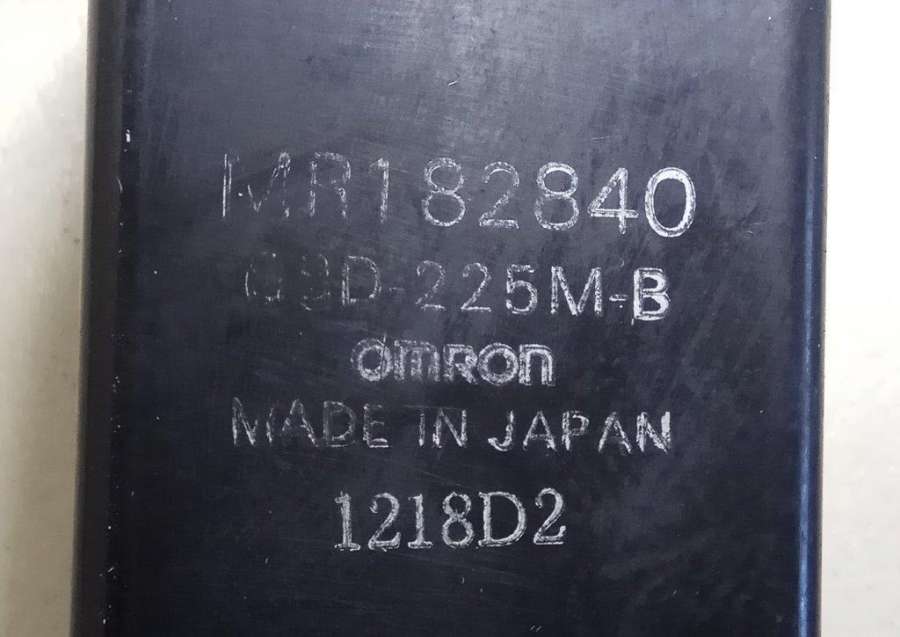 MR182840
G8D-225M-B
omron
MADE IN JAPAN
1218D2